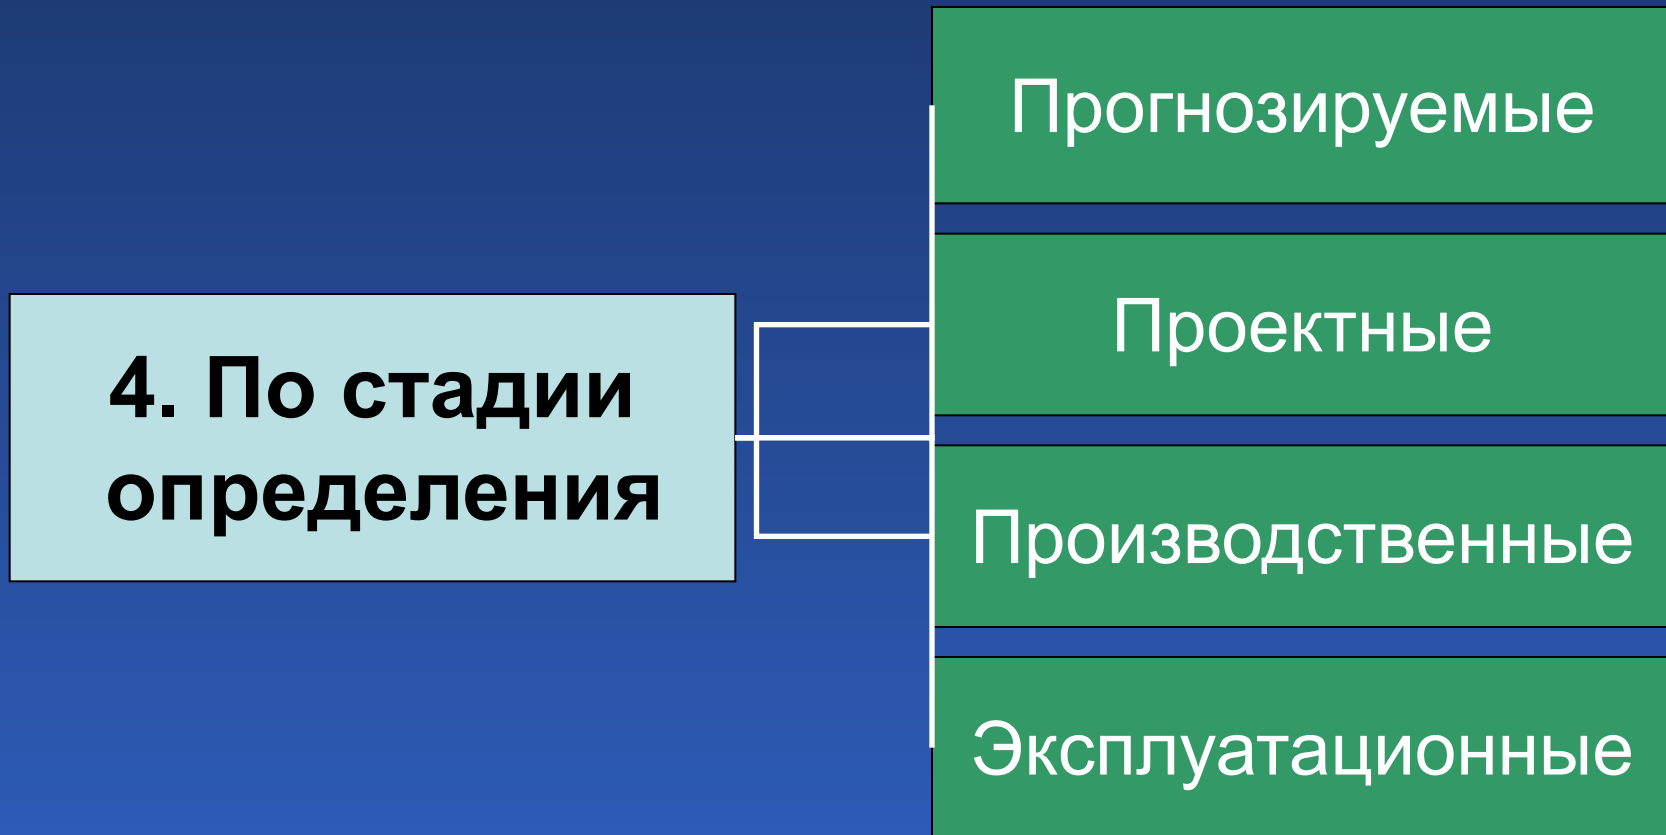 4. По стадии
определения
Прогнозируемые
Проектные
Производственные
Эксплуатационные